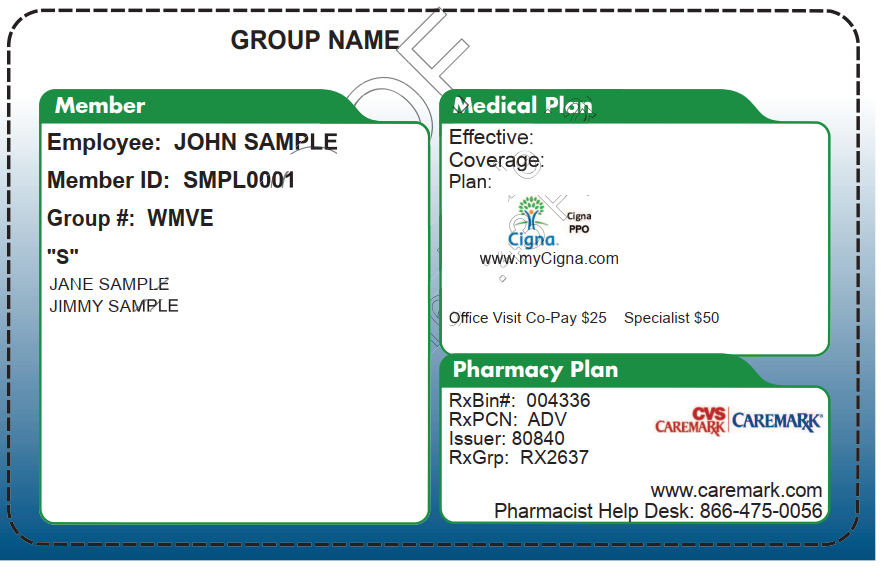 GROUP NAME
Member
Employee: JOHN SAMPLE
Member ID: SMPL0001
Group #: WMVE
"S"
JANE SAMPLE
JIMMY SAMPLE
Medical Plan
Effective:
Coverage:
Plan:
Cigna
Cigna
PPO
www.myCigna.com
Office Visit Co-Pay $25 Specialist $50
Pharmacy Plan
RxBin#: 004336
RxPCN: ADV
Issuer: 80840
RxGrp: RX2637
CVS
CAREMARK
CAREMARK
www.caremark.com
Pharmacist Help Desk: 866-475-0056